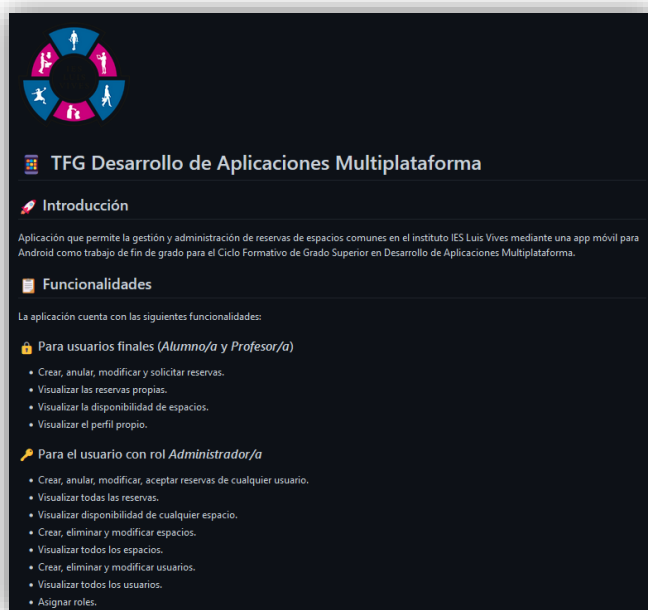 TFG Desarrollo de Aplicaciones Multiplataforma
Introducción
Aplicación que permite la gestión y administración de reservas de espacios comunes en el instituto IES Luis Vives mediante una app móvil para
Android como trabajo de fin de grado para el Ciclo Formativo de Grado Superior en Desarrollo de Aplicaciones Multiplataforma.
Funcionalidades
La aplicación cuenta con las siguientes funcionalidades:
Para usuarios finales (Alumno/a y Profesor/a)
• Crear, anular, modificar y solicitar reservas.
• Visualizar las reservas propias.
• Visualizar la disponibilidad de espacios.
• Visualizar el perfil propio.
Para el usuario con rol Administrador/a
• Crear, anular, modificar, aceptar reservas de cualquier usuario.
• Visualizar todas las reservas.
• Visualizar disponibilidad de cualquier espacio.
• Crear, eliminar y modificar espacios.
• Visualizar todos los espacios.
• Crear, eliminar y modificar usuarios.
• Visualizar todos los usuarios.
• Asignar roles.